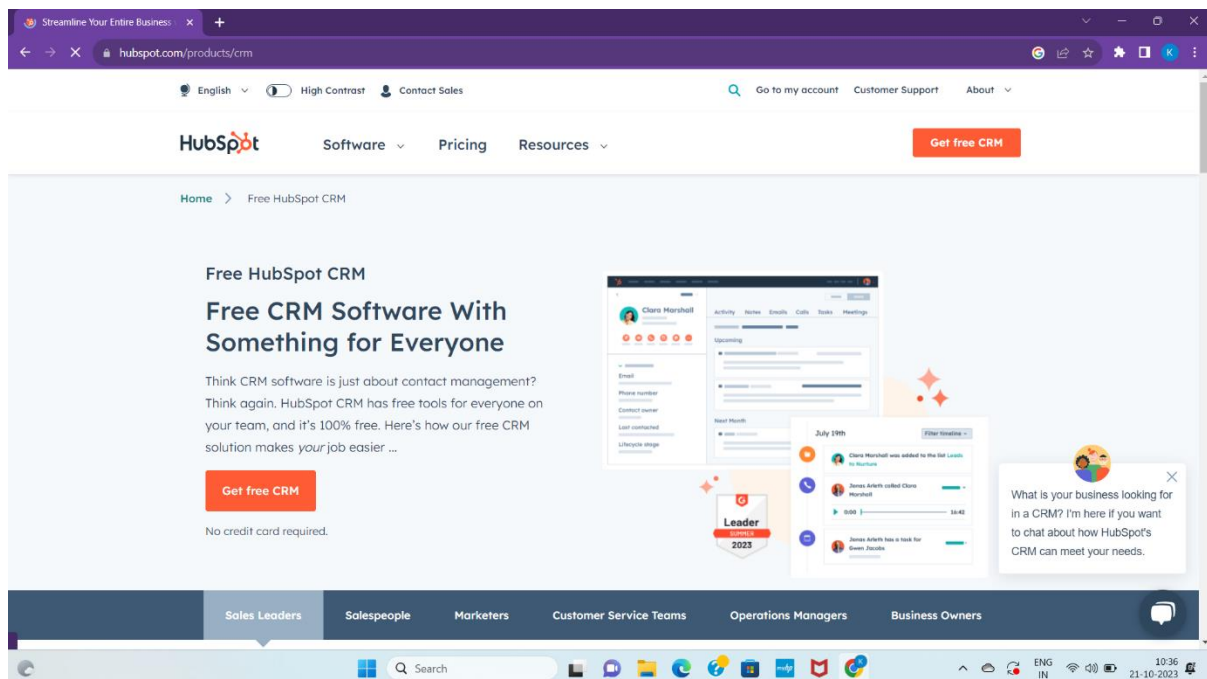 Streamline Your Entire Business
hubspot.com/products/crm
K
English
High Contrast
Contact Sales
Go to my account
Customer Support
About
HubSpot
Software
Pricing
Resources
Get free CRM
Home
Free HubSpot CRM
Free HubSpot CRM
Free CRM Software With
Something for Everyone
Think CRM software is just about contact management?
Think again. HubSpot CRM has free tools for everyone on
your team, and it's 100% free. Here's how our free CRM
solution makes your job easier ...
Get free CRM
No credit card required.
Clara Marshall
Email
Phone number
Contact owner
Last contacted
Lifecycle stage
Activity Notes Emails Calls Tasks Meetings
Upcoming
Next Month
July 19th
Filter timeline
Clara Marshall was added to the list Leads
to Nurture
Jonas Arleth called Clara
Marshall
0:00
16:42
Jonas Arleth has a task for
Gwen Jacobs
G
Leader
SUMMER
2023
What is your business looking for
in a CRM? I'm here if you want
to chat about how HubSpot's
CRM can meet your needs.
Sales Leaders
Salespeople
Marketers
Customer Service Teams
Operations Managers
Business Owners
Search
ENG
IN
10:36
21-10-2023